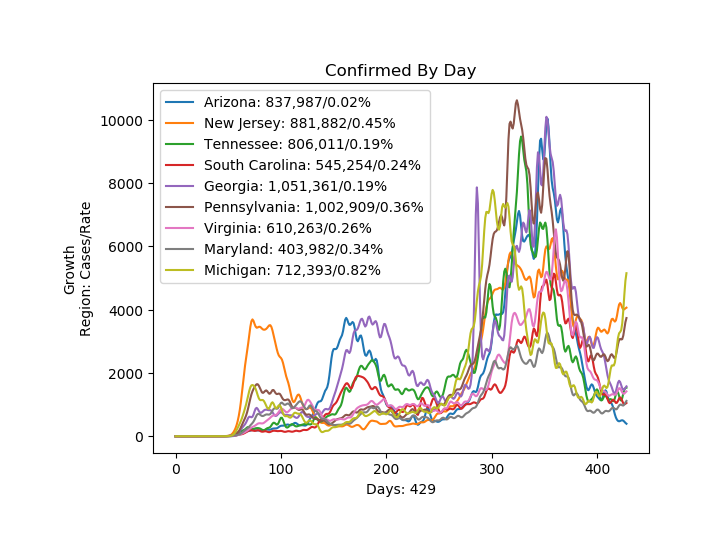 Confirmed By Day
Arizona: 837,987/0.02%
New Jersey: 881,882/0.45%
Tennessee: 806,011/0.19%
South Carolina: 545,254/0.24%
Georgia: 1,051,361/0.19%
Pennsylvania: 1,002,909/0.36%
Virginia: 610,263/0.26%
Maryland: 403,982/0.34%
Michigan: 712,393/0.82%
Growth
Region: Cases/Rate
10000
8000
6000
4000
2000
0
0 100 200 300 400
Days: 429